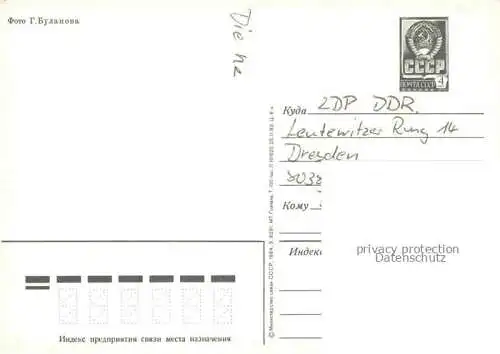 Фото Г.Буланова
Die
СССР
ПОЧТА СССР
4
Куда ZDP DDR.
Leutewitzer Ring 14
Dresden
8038
Кому
Индекс
privacy protection
Datenschutz
Индекс предприятия связи места назначения